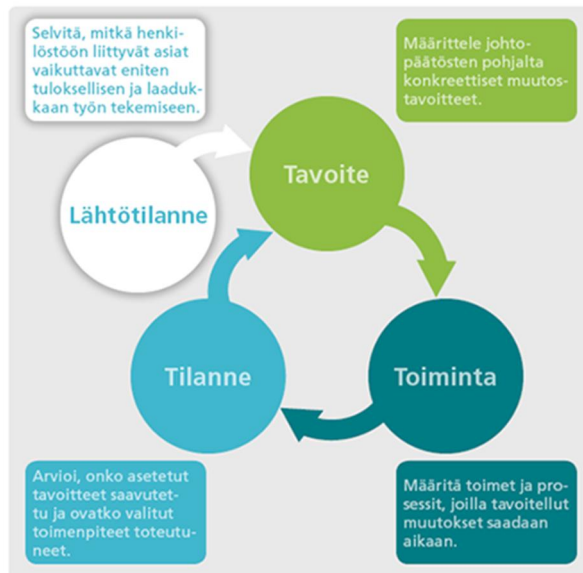 Selvitä, mitkä henki-
löstöön liittyvät asiat
vaikuttavat eniten
tuloksellisen ja laaduk-
kaan työn tekemiseen.
Määrittele johto-
päätösten pohjalta
konkreettiset muutos-
tavoitteet.
Tavoite
Lähtötilanne
Tilanne
Toiminta
Arvioi, onko asetetut
tavoitteet saavutet-
tu ja ovatko valitut
toimenpiteet toteutu-
neet.
Määritä toimet ja pro-
sessit, joilla tavoitellut
muutokset saadaan
aikaan.